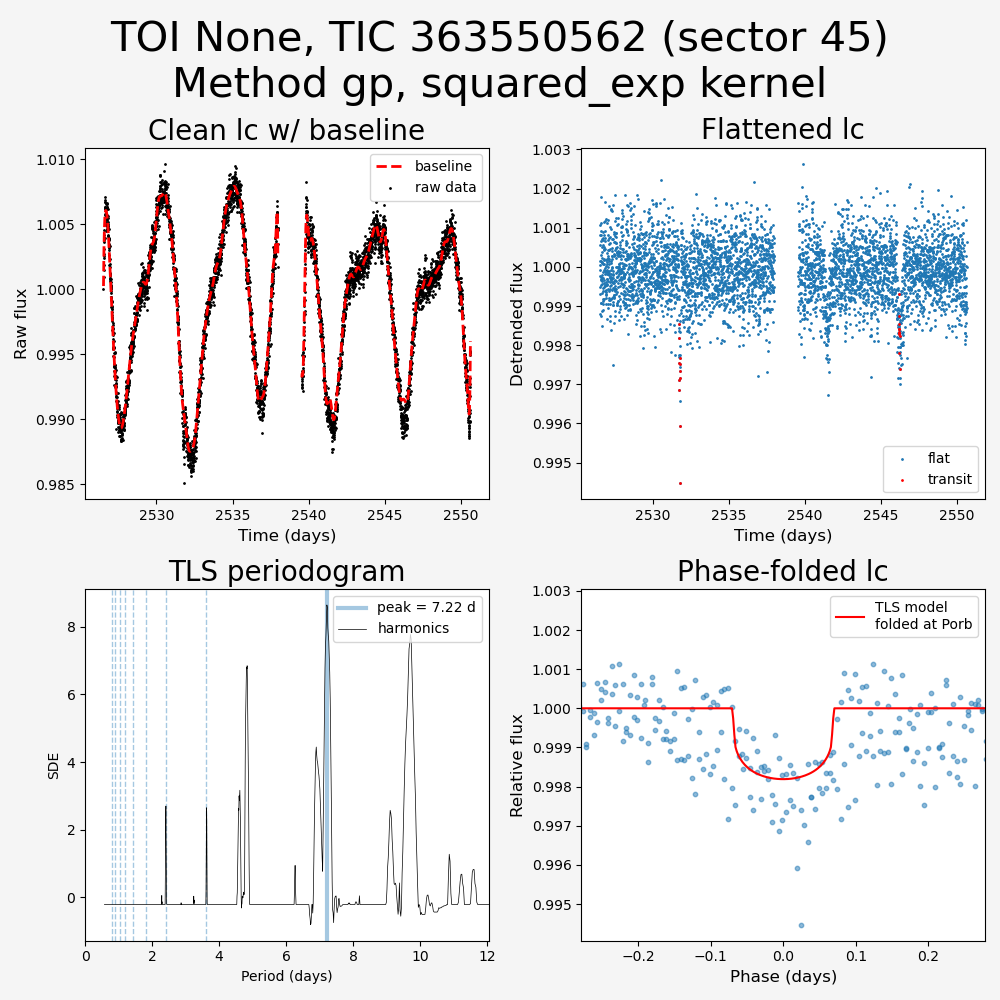 TOI None, TIC 363550562 (sector 45)
Method gp, squared_exp kernel
Clean lc w/ baseline
1.010
1.005
1.000
0.995
0.990
0.985
Raw flux
baseline
raw data
2530
2535
2540
2545
2550
Time (days)
Flattened lc
1.003
1.002
1.001
1.000
0.999
0.998
0.997
0.996
0.995
Detrended flux
flat
transit
2530
2535
2540
2545
2550
Time (days)
TLS periodogram
8
6
4
2
0
SDE
peak = 7.22 d
harmonics
0
2
4
6
8
10
12
Period (days)
Phase-folded lc
1.003
1.002
1.001
1.000
0.999
0.998
0.997
0.996
0.995
Relative flux
TLS model
folded at Porb
−0.2
−0.1
0.0
0.1
0.2
Phase (days)